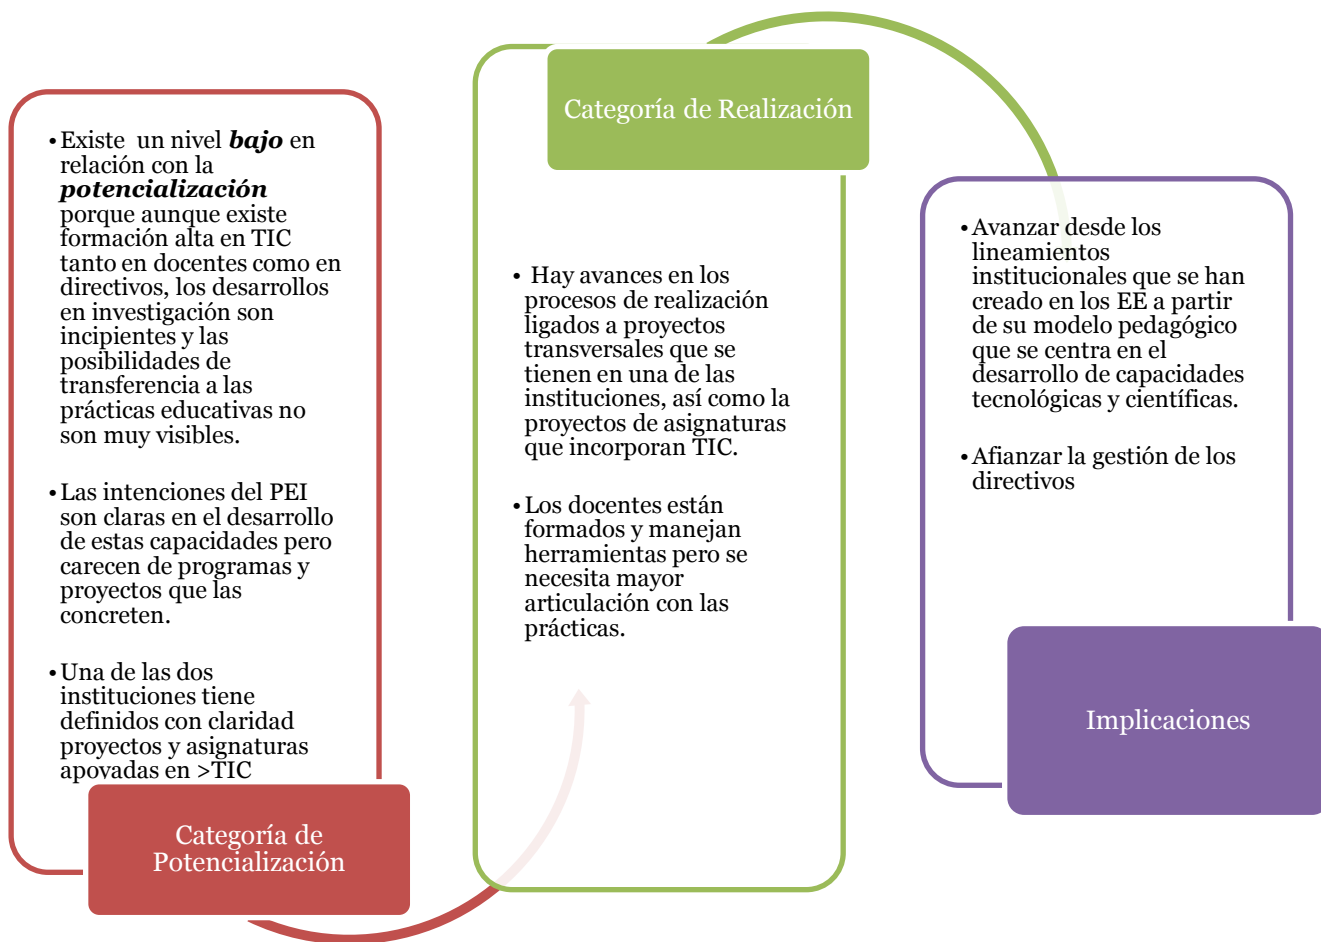 •Existe un nivel bajo en
relación con la
potencialización
porque aunque existe
formación alta en TIC
tanto en docentes como en
directivos, los desarrollos
en investigación son
incipientes y las
posibilidades de
transferencia a las
prácticas educativas no
son muy visibles.
•Las intenciones del PEI
son claras en el desarrollo
de estas capacidades pero
carecen de programas y
proyectos que las
concreten.
•Una de las dos
instituciones tiene
definidos con claridad
proyectos y asignaturas
apoyadas en >TIC
Categoría de
Potencialización
Categoría de Realización
• Hay avances en los
procesos de realización
ligados a proyectos
transversales que se
tienen en una de las
instituciones, así como la
proyectos de asignaturas
que incorporan TIC.
•Los docentes están
formados y manejan
herramientas pero se
necesita mayor
articulación con las
prácticas.
•Avanzar desde los
lineamientos
institucionales que se han
creado en los EE a partir
de su modelo pedagógico
que se centra en el
desarrollo de capacidades
tecnológicas y científicas.
•Afianzar la gestión de los
directivos
Implicaciones